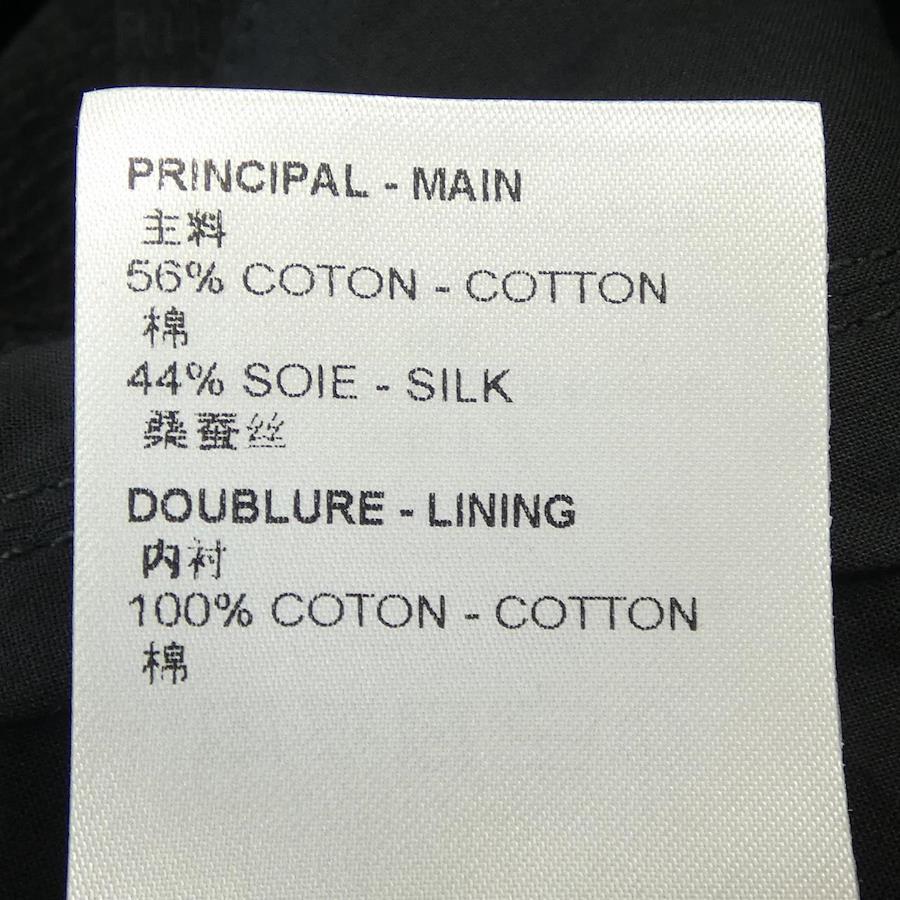 PRINCIPAL - MAIN
主料
56% COTON - COTTON
棉
44% SOIE - SILK
桑蚕丝
DOUBLURE - LINING
内衬
100% COTON - COTTON
棉